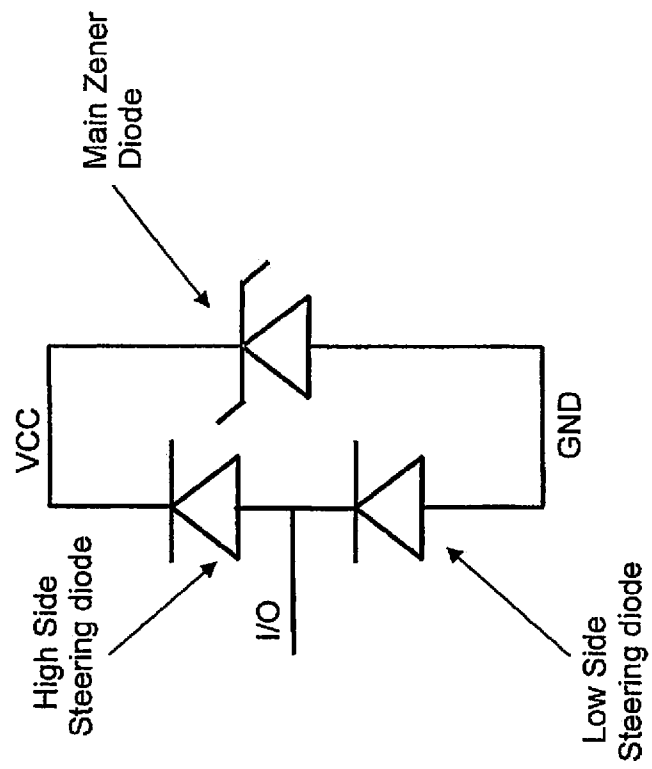 VCC
Main Zener
Diode
High Side
Steering diode
I/O
GND
Low Side
Steering diode